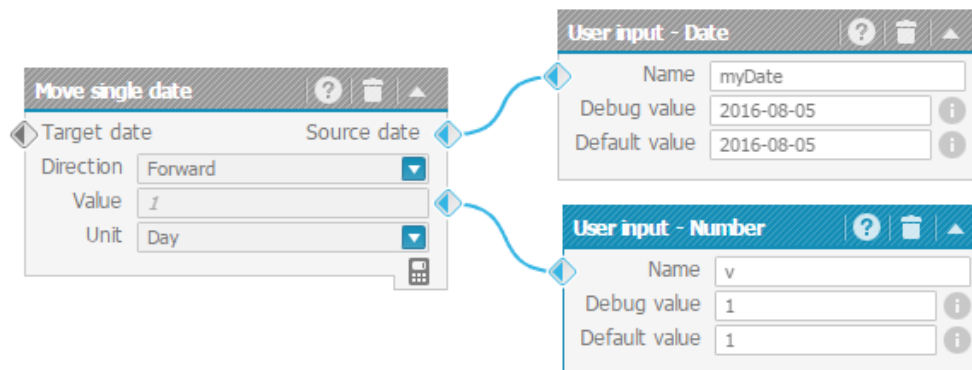 Move single date
Target date Source date
Direction Forward
Value 1
Unit Day
User input - Date
Name myDate
Debug value 2016-08-05
Default value 2016-08-05
User input - Number
Name v
Debug value 1
Default value 1